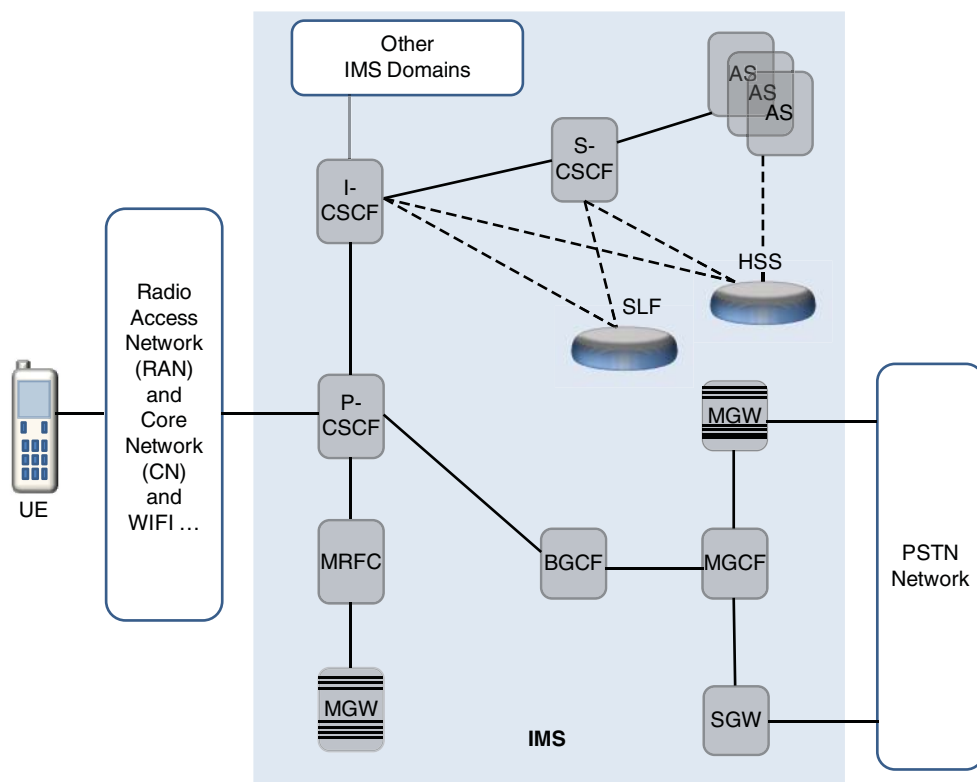 Other
IMS Domains
AS
AS
AS
S-
CSCF
I-
CSCF
HSS
SLF
Radio
Access
Network
(RAN)
and
Core
Network
(CN)
and
WIFI …
UE
P-
CSCF
MGW
MRFC
BGCF
MGCF
PSTN
Network
MGW
SGW
IMS